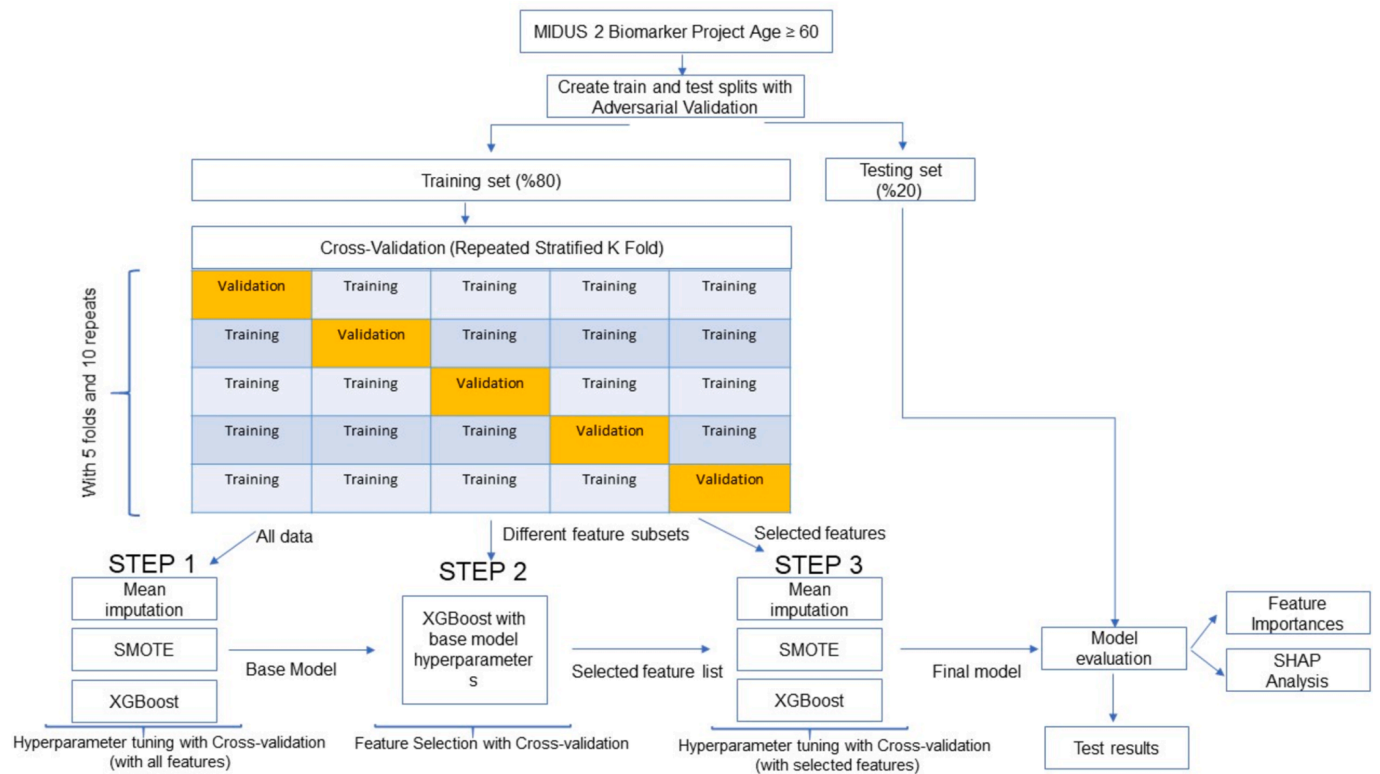 MIDUS 2 Biomarker Project Age ≥ 60
Create train and test splits with
Adversarial Validation
Training set (%80)
Testing set
(%20)
Cross-Validation (Repeated Stratified K Fold)
With 5 folds and 10 repeats
Validation Training Training Training Training
Training Validation Training Training Training
Training Training Validation Training Training
Training Training Training Validation Training
Training Training Training Training Validation
All data
Different feature subsets
Selected features
STEP 1
Mean
imputation
SMOTE
XGBoost
Hyperparameter tuning with Cross-validation
(with all features)
Base Model
STEP 2
XGBoost with
base model
hyperparameter
s
Feature Selection with Cross-validation
Selected feature list
STEP 3
Mean
imputation
SMOTE
XGBoost
Hyperparameter tuning with Cross-validation
(with selected features)
Final model
Model
evaluation
Feature
Importances
SHAP
Analysis
Test results